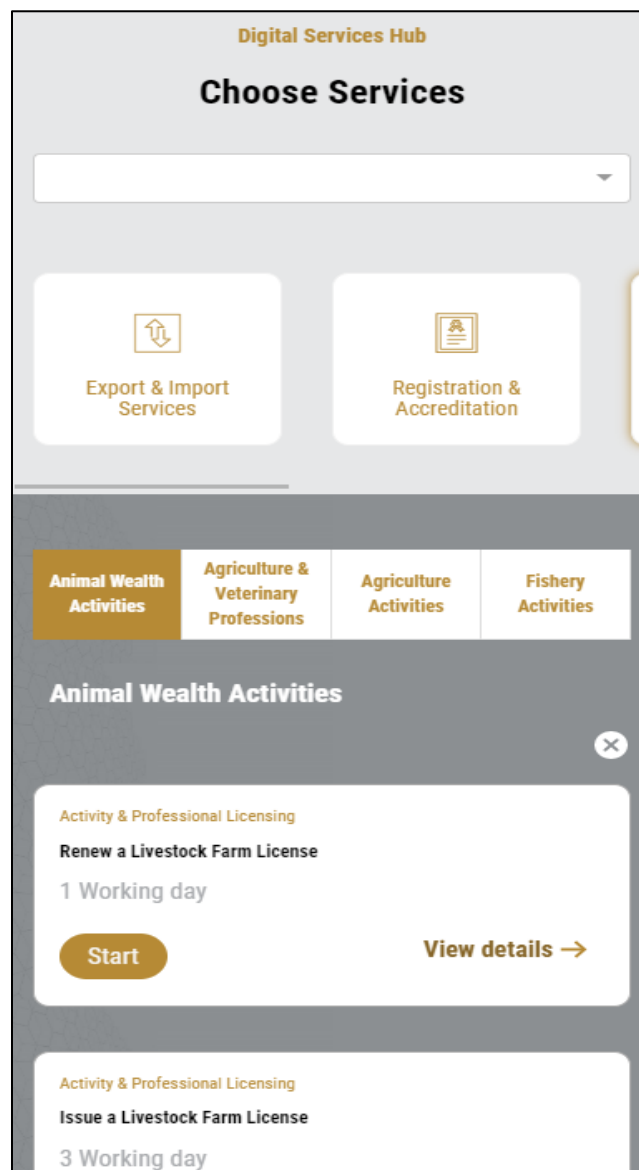 Digital Services Hub
Choose Services
Export & Import
Services
Registration &
Accreditation
Animal Wealth
Activities
Agriculture &
Veterinary
Professions
Agriculture
Activities
Fishery
Activities
Animal Wealth Activities
Activity & Professional Licensing
Renew a Livestock Farm License
1 Working day
Start
View details →
Activity & Professional Licensing
Issue a Livestock Farm License
3 Working day